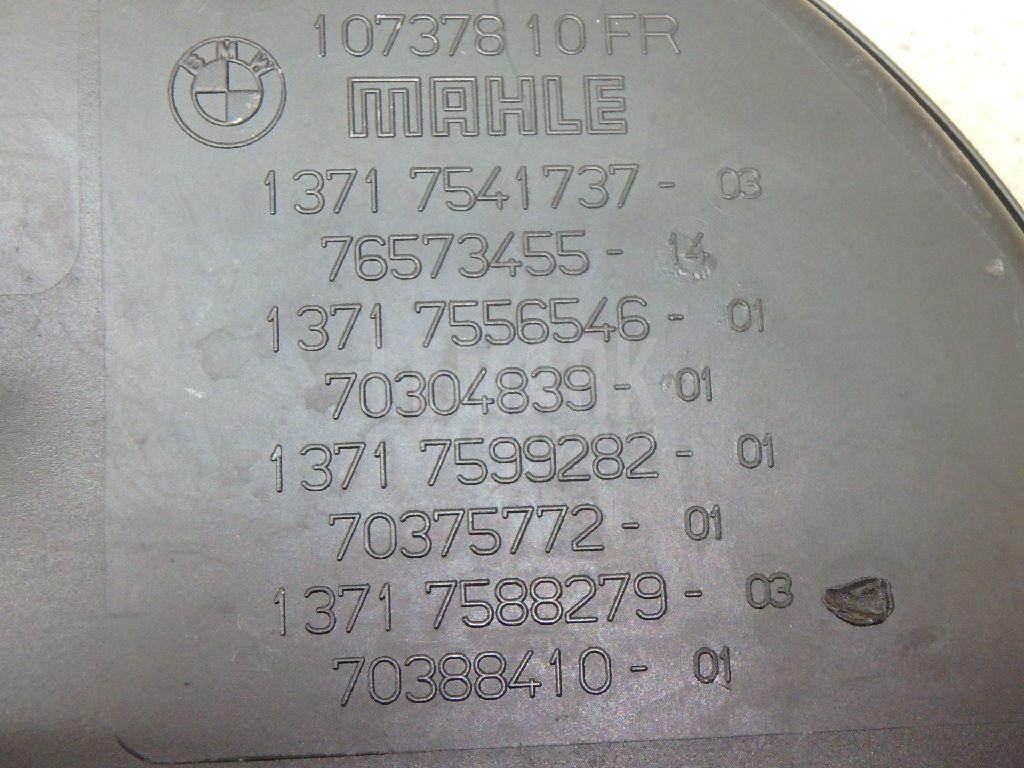 107378 10 FR
BMW
MAHLE
1371 7541737 - 03
76573455 - 14
1371 7556546 - 01
70304839 - 01
1371 7599282 - 01
70375772 - 01
1371 7588279 - 03
70388410 - 01